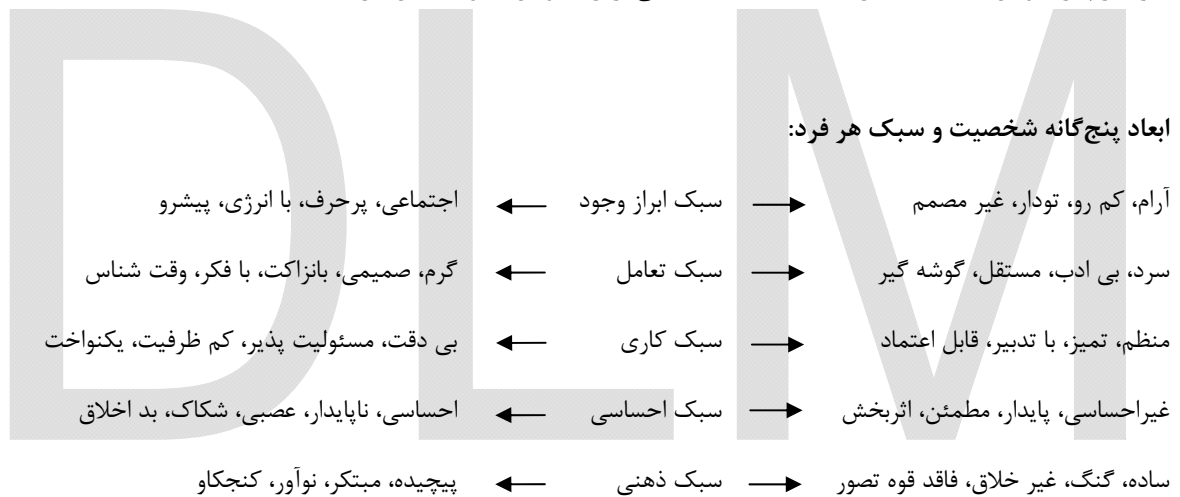 ابعاد پنج‌گانه شخصیت و سبک هر فرد:
آرام، کم رو، تودار، غیر مصمم سبک ابراز وجود اجتماعی، پرحرف، با انرژی، پیشرو
سرد، بی ادب، مستقل، گوشه گیر سبک تعامل گرم، صمیمی، بانزاکت، با فکر، وقت شناس
منظم، تمیز، با تدبیر، قابل اعتماد سبک کاری بی دقت، مسئولیت پذیر، کم ظرفیت، یکنواخت
غیراحساسی، پایدار، مطمئن، اثربخش سبک احساسی احساسی، ناپایدار، عصبی، شکاک، بد اخلاق
ساده، گنگ، غیر خلاق، فاقد قوه تصور سبک ذهنی پیچیده، مبتکر، نوآور، کنجکاو
DLM